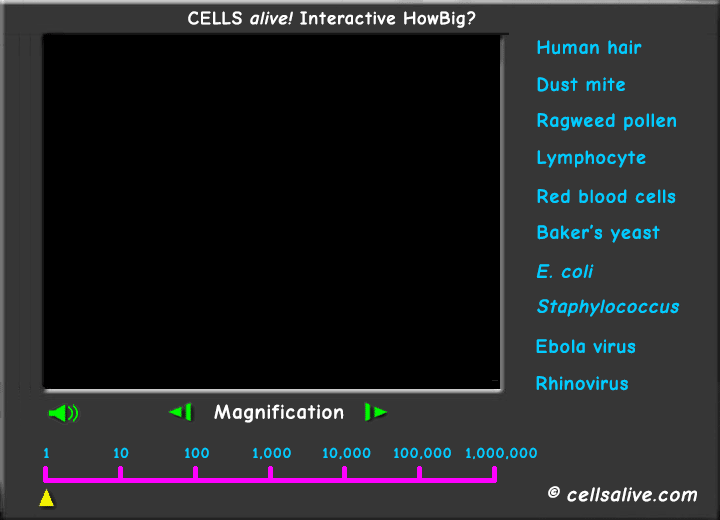 CELLS alive! Interactive HowBig?
Human hair
Dust mite
Ragweed pollen
Lymphocyte
Red blood cells
Baker's yeast
E. coli
Staphylococcus
Ebola virus
Rhinovirus
Magnification
1 10 100 1,000 10,000 100,000 1,000,000
© cellsalive.com